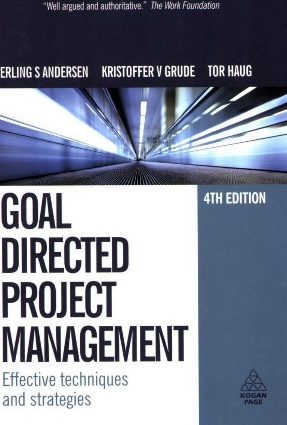 "Well argued and authoritative." The Work Foundation
ERLING S ANDERSEN KRISTOFFER V GRUDE TOR HAUG
4TH EDITION
GOAL
DIRECTED
PROJECT
MANAGEMENT
Effective techniques
and strategies
KOGAN
PAGE